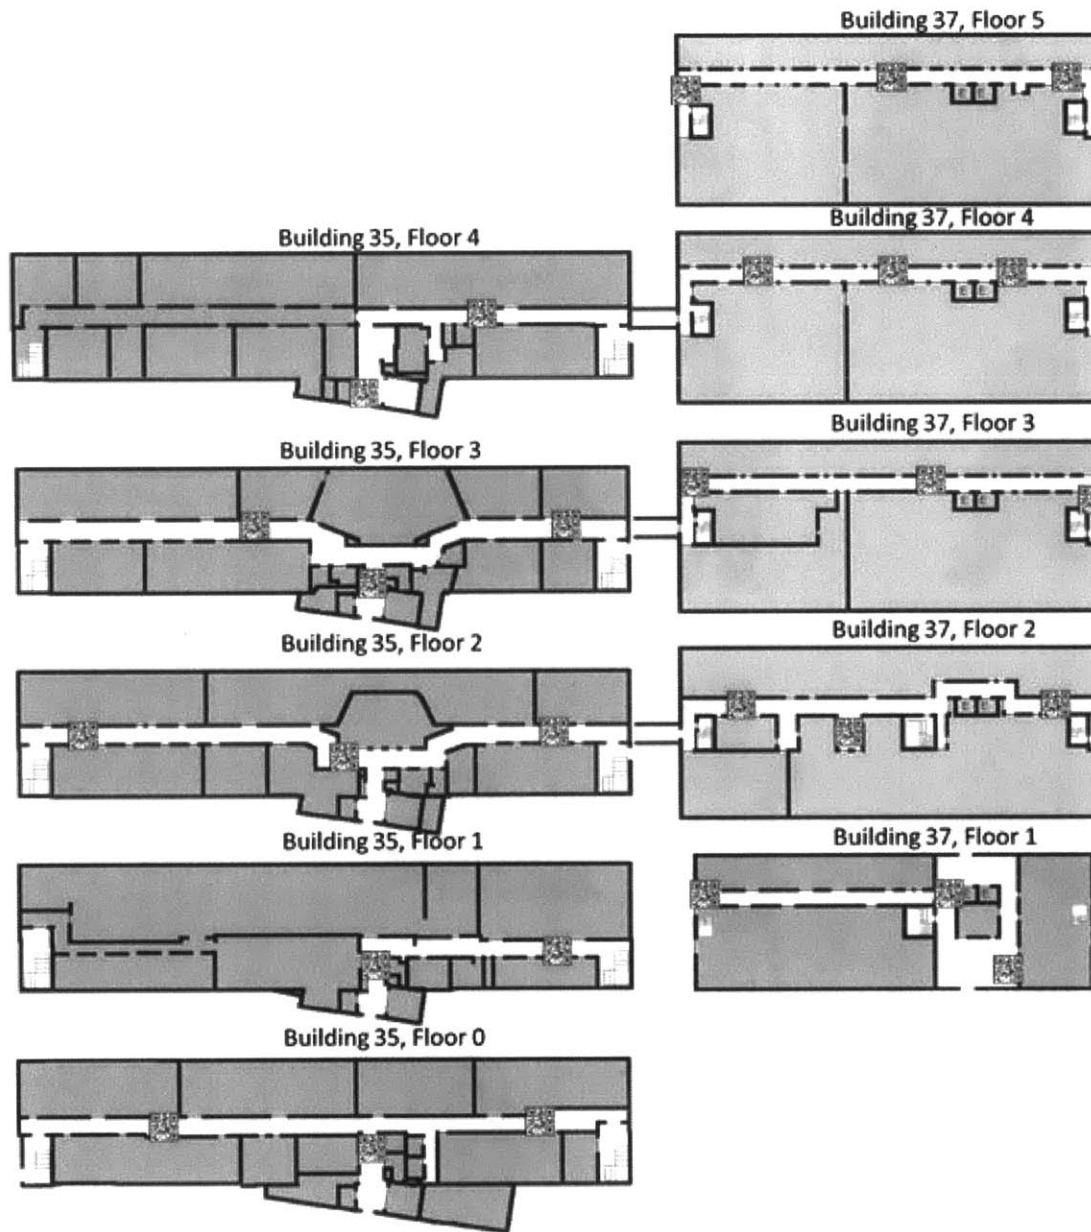 Building 37, Floor 5
Building 35, Floor 4
Building 37, Floor 4
Building 35, Floor 3
Building 37, Floor 3
Building 35, Floor 2
Building 37, Floor 2
Building 35, Floor 1
Building 37, Floor 1
Building 35, Floor 0